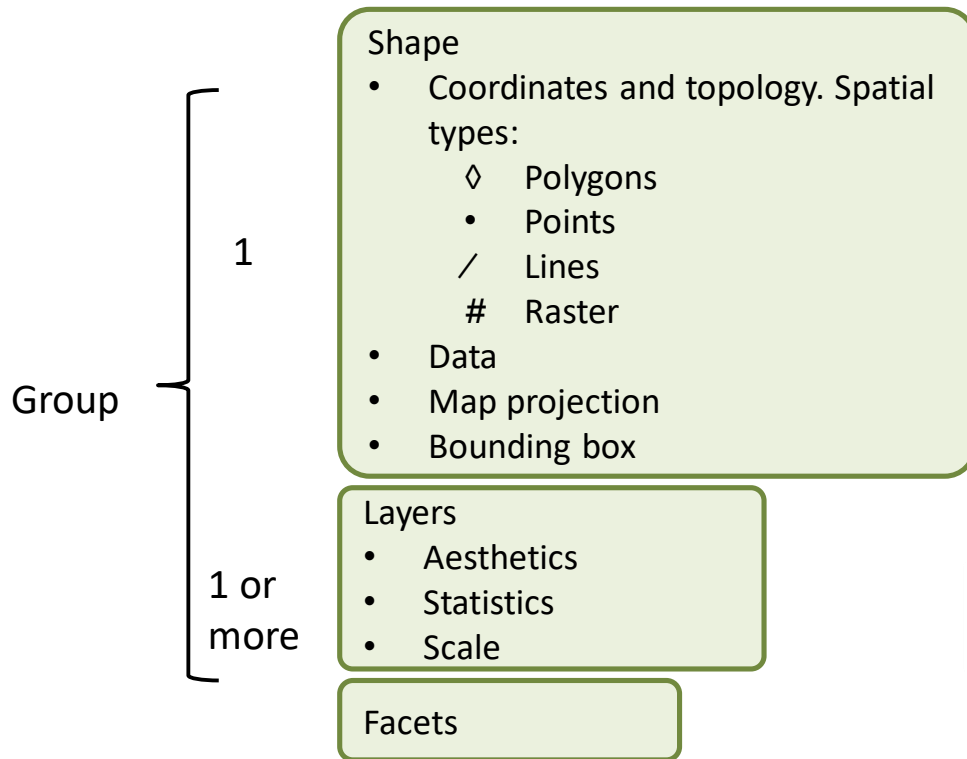 Shape
• Coordinates and topology. Spatial
types:
◊ Polygons
• Points
∕ Lines
# Raster
• Data
• Map projection
• Bounding box
1
Group
Layers
• Aesthetics
• Statistics
• Scale
1 or
more
Facets